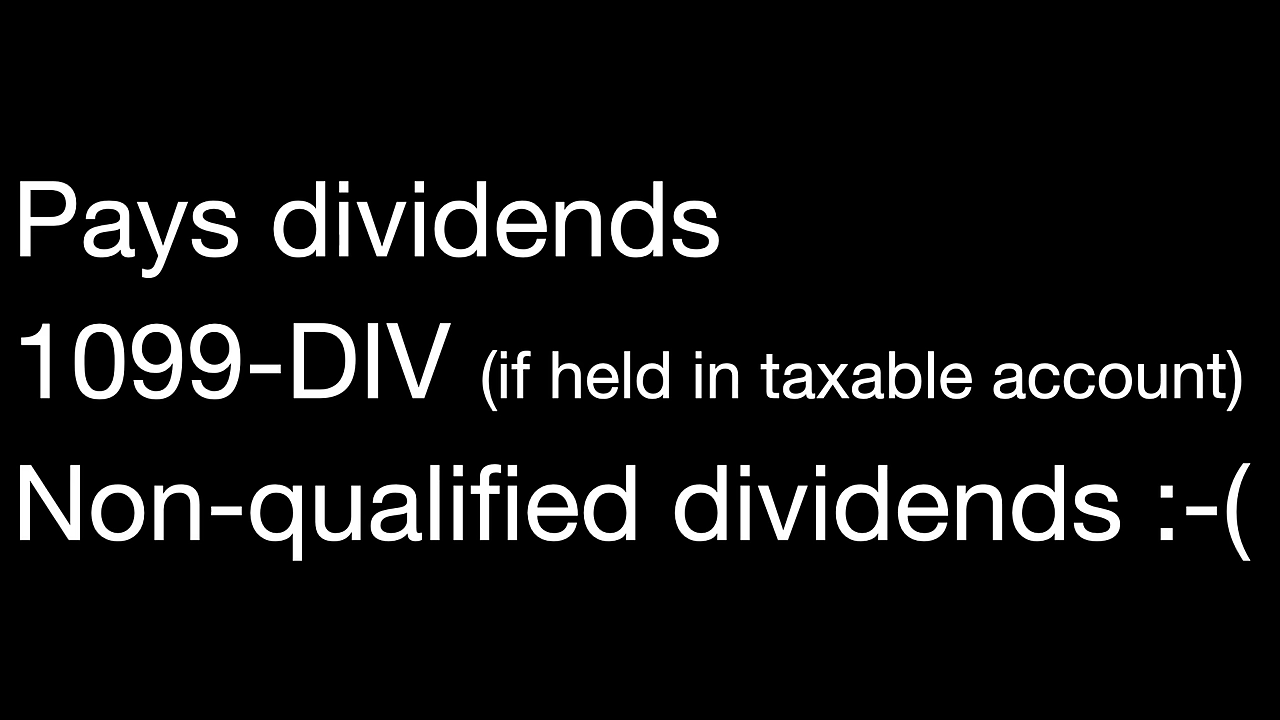 Pays dividends
1099-DIV (if held in taxable account)
Non-qualified dividends :-(